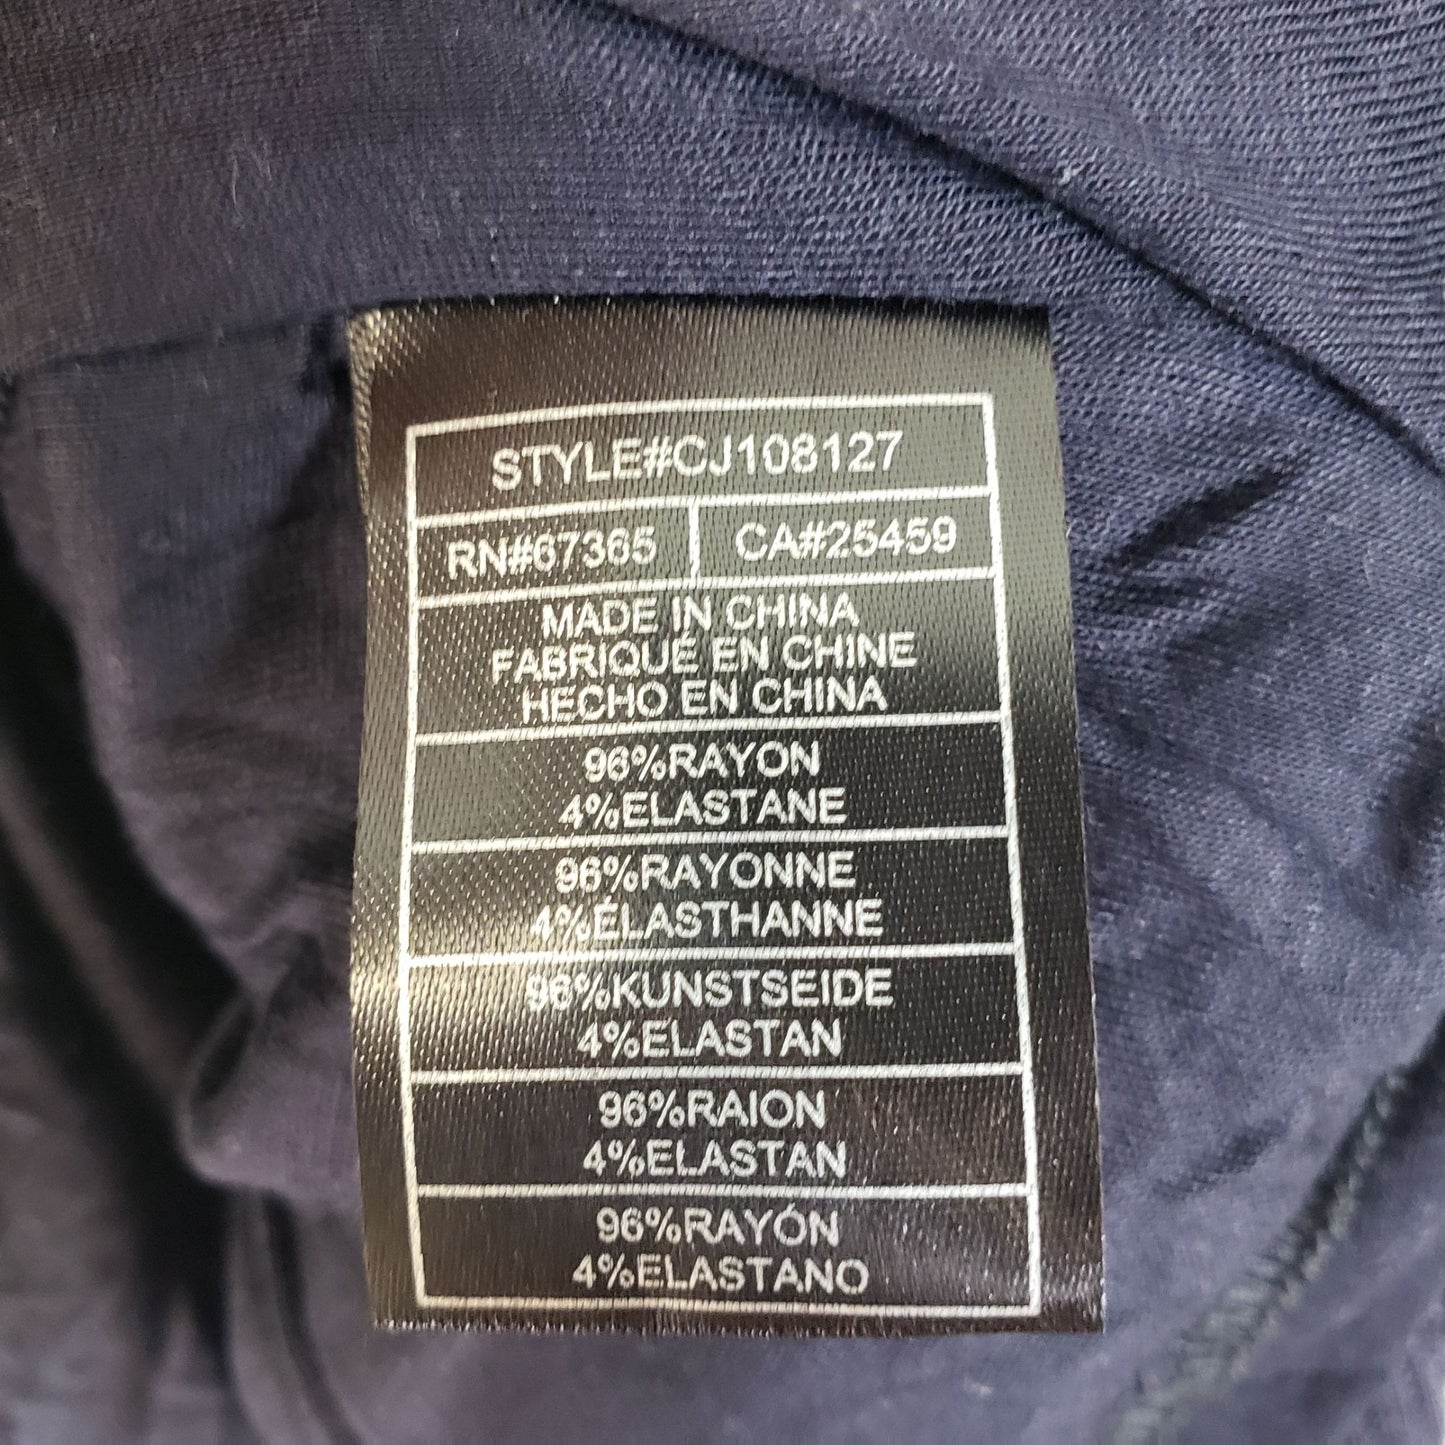 STYLE#CJ108127
RN#67365 CA#25459
MADE IN CHINA
FABRIQUÉ EN CHINE
HECHO EN CHINA
96%RAYON
4%ELASTANE
96%RAYONNE
4%ÉLASTHANNE
96%KUNSTSEIDE
4%ELASTAN
96%RAION
4%ELASTAN
96%RAYÓN
4%ELASTANO